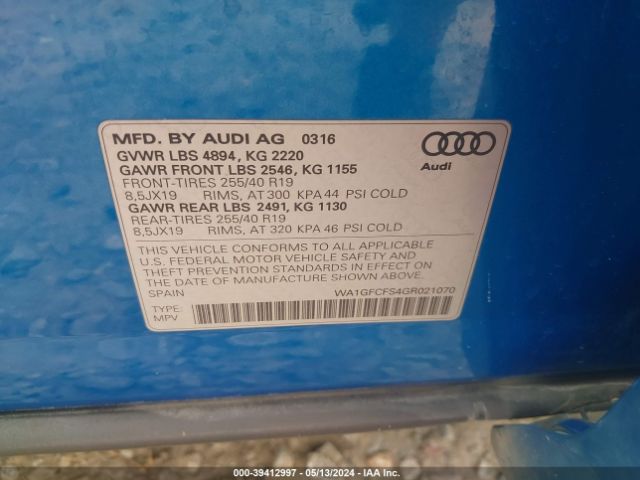 MFD. BY AUDI AG 0316
GVWR LBS 4894, KG 2220
GAWR FRONT LBS 2546, KG 1155
FRONT-TIRES 255/40 R19
8,5JX19 RIMS, AT 300 KPA 44 PSI COLD
GAWR REAR LBS 2491, KG 1130
REAR-TIRES 255/40 R19
8,5JX19 RIMS, AT 320 KPA 46 PSI COLD
Audi
THIS VEHICLE CONFORMS TO ALL APPLICABLE
U.S. FEDERAL MOTOR VEHICLE SAFETY AND
THEFT PREVENTION STANDARDS IN EFFECT ON
THE DATE OF MANUFACTURE SHOWN ABOVE.
SPAIN WA1GFCFS4GR021070
TYPE:
MPV
000-39412997 - 05/13/2024 - IAA Inc.